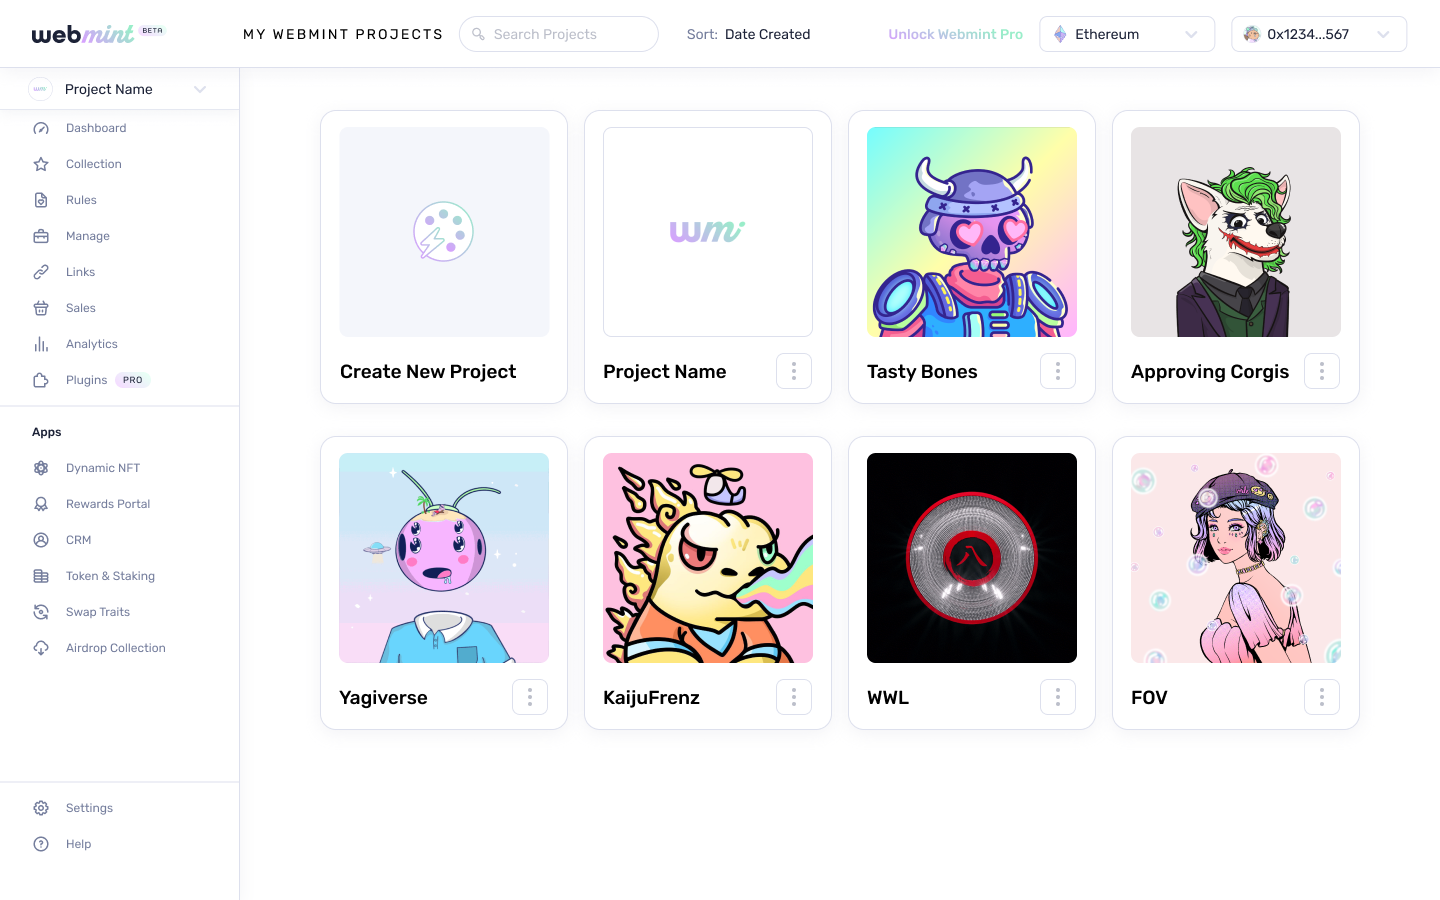 webmint BETA
MY WEBMINT PROJECTS
Search Projects
Sort: Date Created
Unlock Webmint Pro
Ethereum
0x1234...567
wm Project Name
Dashboard
Collection
Rules
Manage
Links
Sales
Analytics
Plugins PRO
Apps
Dynamic NFT
Rewards Portal
CRM
Token & Staking
Swap Traits
Airdrop Collection
Settings
Help
wm
Create New Project
Project Name
Tasty Bones
Approving Corgis
八
Yagiverse
KaijuFrenz
WWL
FOV